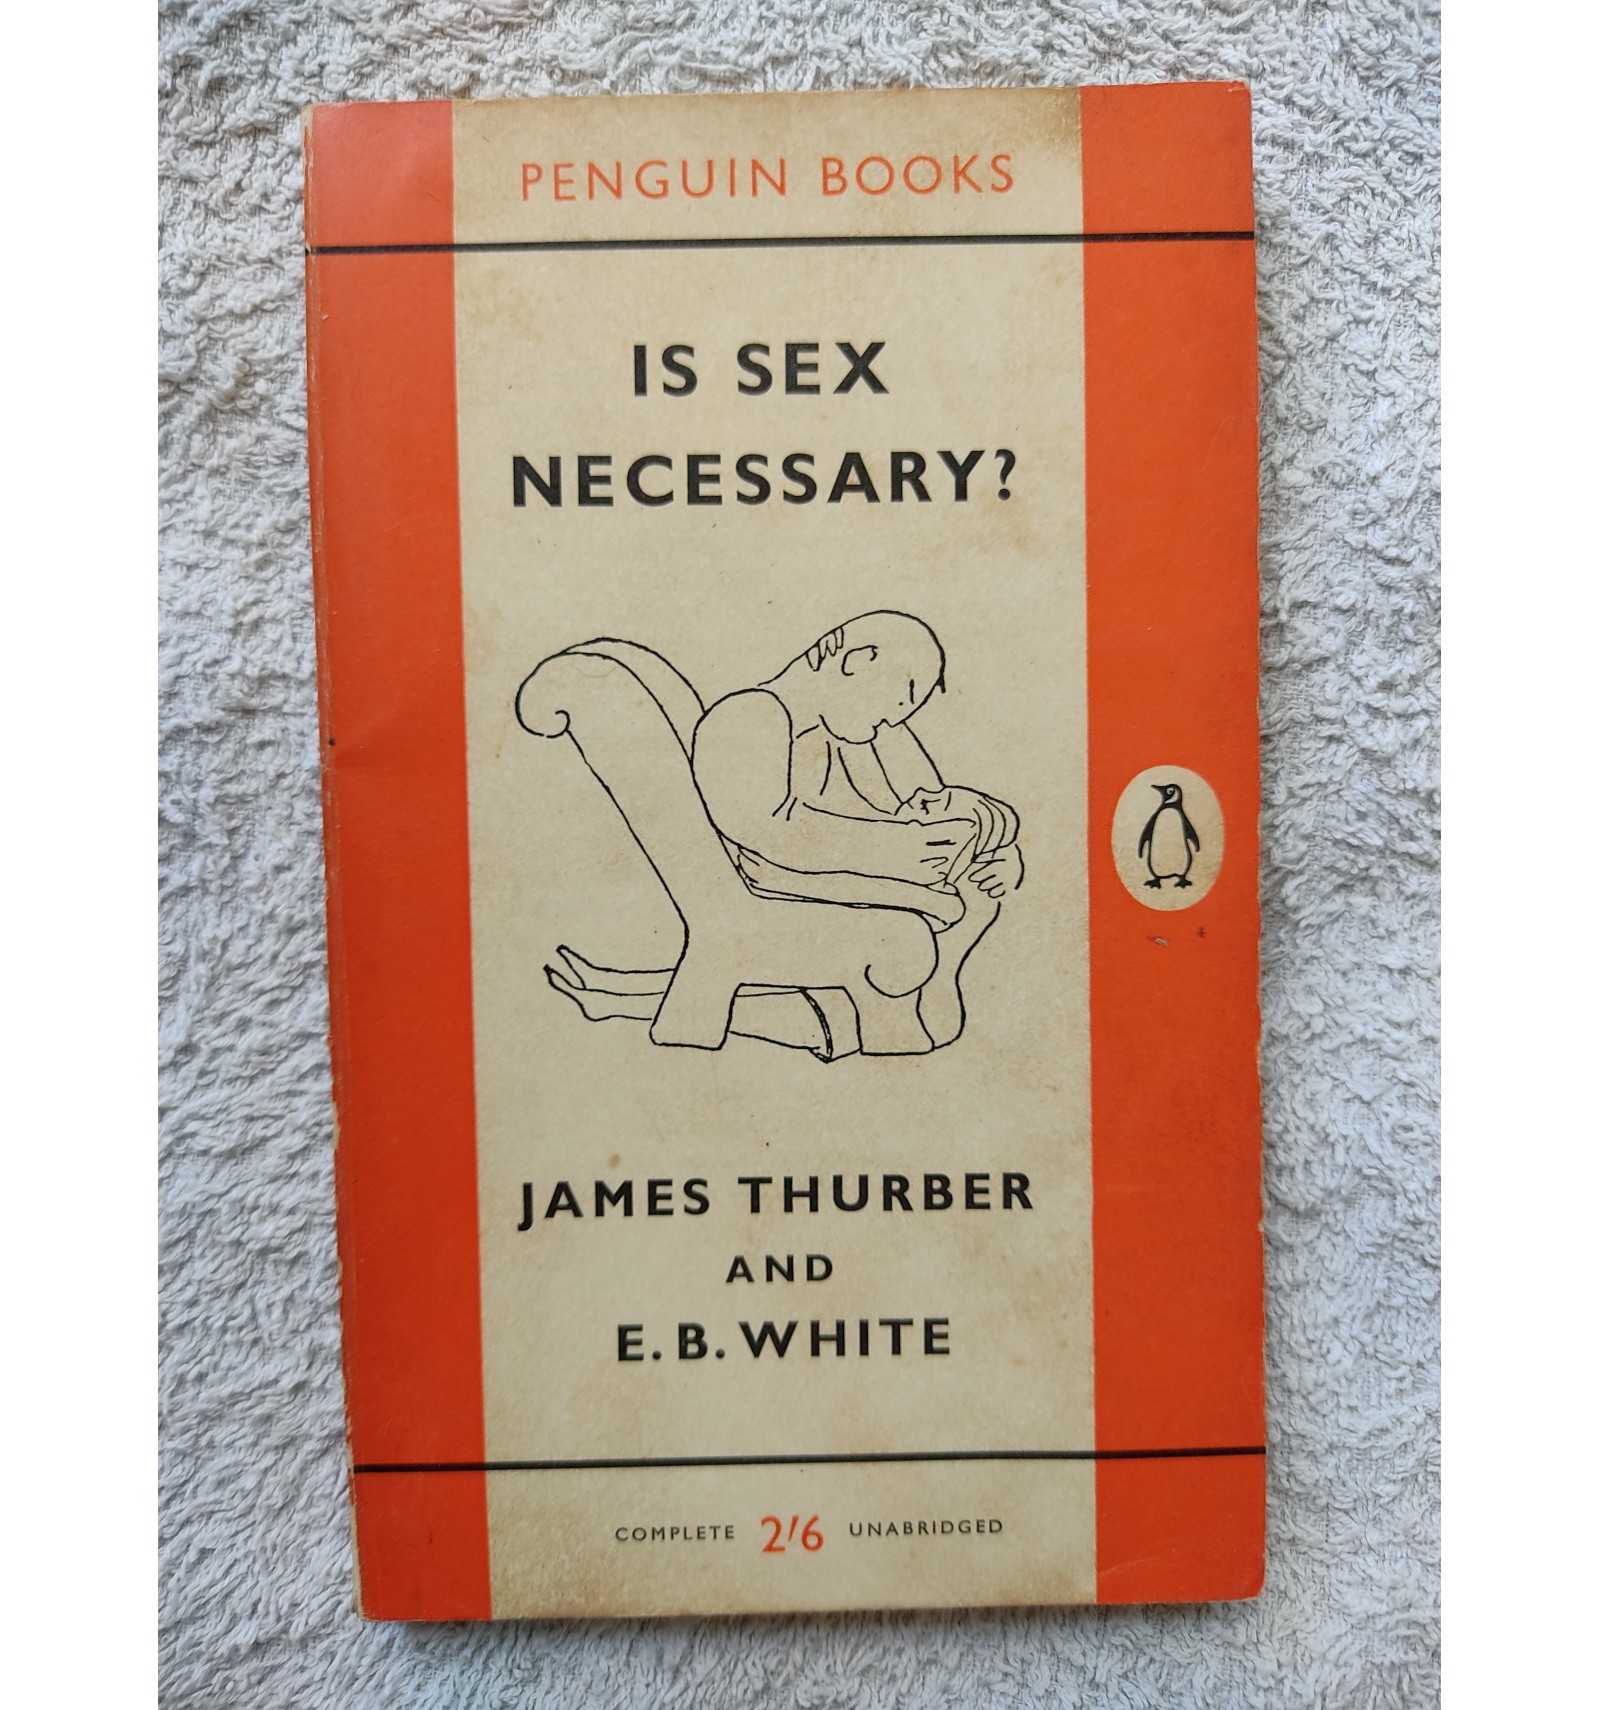 PENGUIN BOOKS
IS SEX
NECESSARY?
JAMES THURBER
AND
E. B. WHITE
COMPLETE 2'6 UNABRIDGED